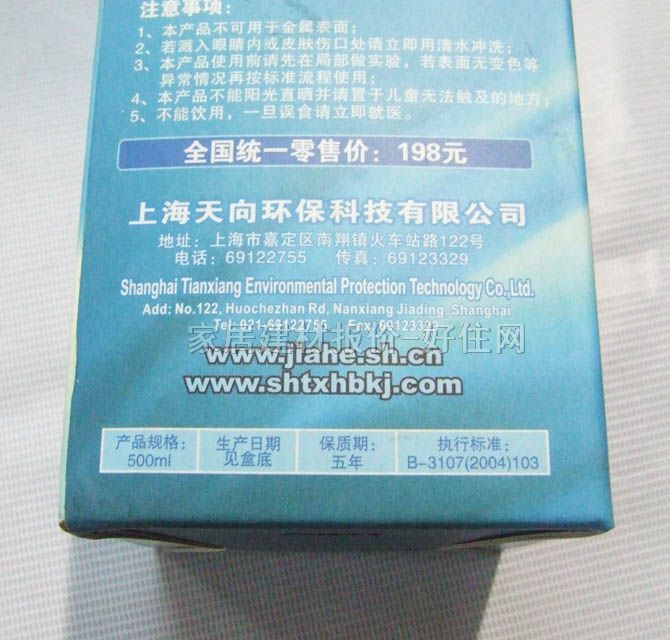 注意事项：
1、本产品不可用于金属表面；
2、若溅入眼睛内或皮肤伤口处请立即用清水冲洗；
3、本产品使用前请先在局部做实验，若表面无变色等
异常情况再按标准流程使用；
4、本产品不能阳光直晒并请置于儿童无法触及的地方；
5、不能饮用，一旦误食请立即就医。
全国统一零售价：198元
上海天向环保科技有限公司
地址：上海市嘉定区南翔镇火车站路122号
电话：69122755 传真：69123329
Shanghai Tianxiang Environmental Protection Technology Co.,Ltd.
Add: No.122, Huochezhan Rd, Nanxiang Jiading, Shanghai
Tel: 021-69122755 Fax: 69123329
家居建材报价-好住网
www.jiahe.sh.cn
www.shtxhbkj.com
产品规格： 生产日期 保质期： 执行标准：
500ml 见盒底 五年 B-3107(2004)103